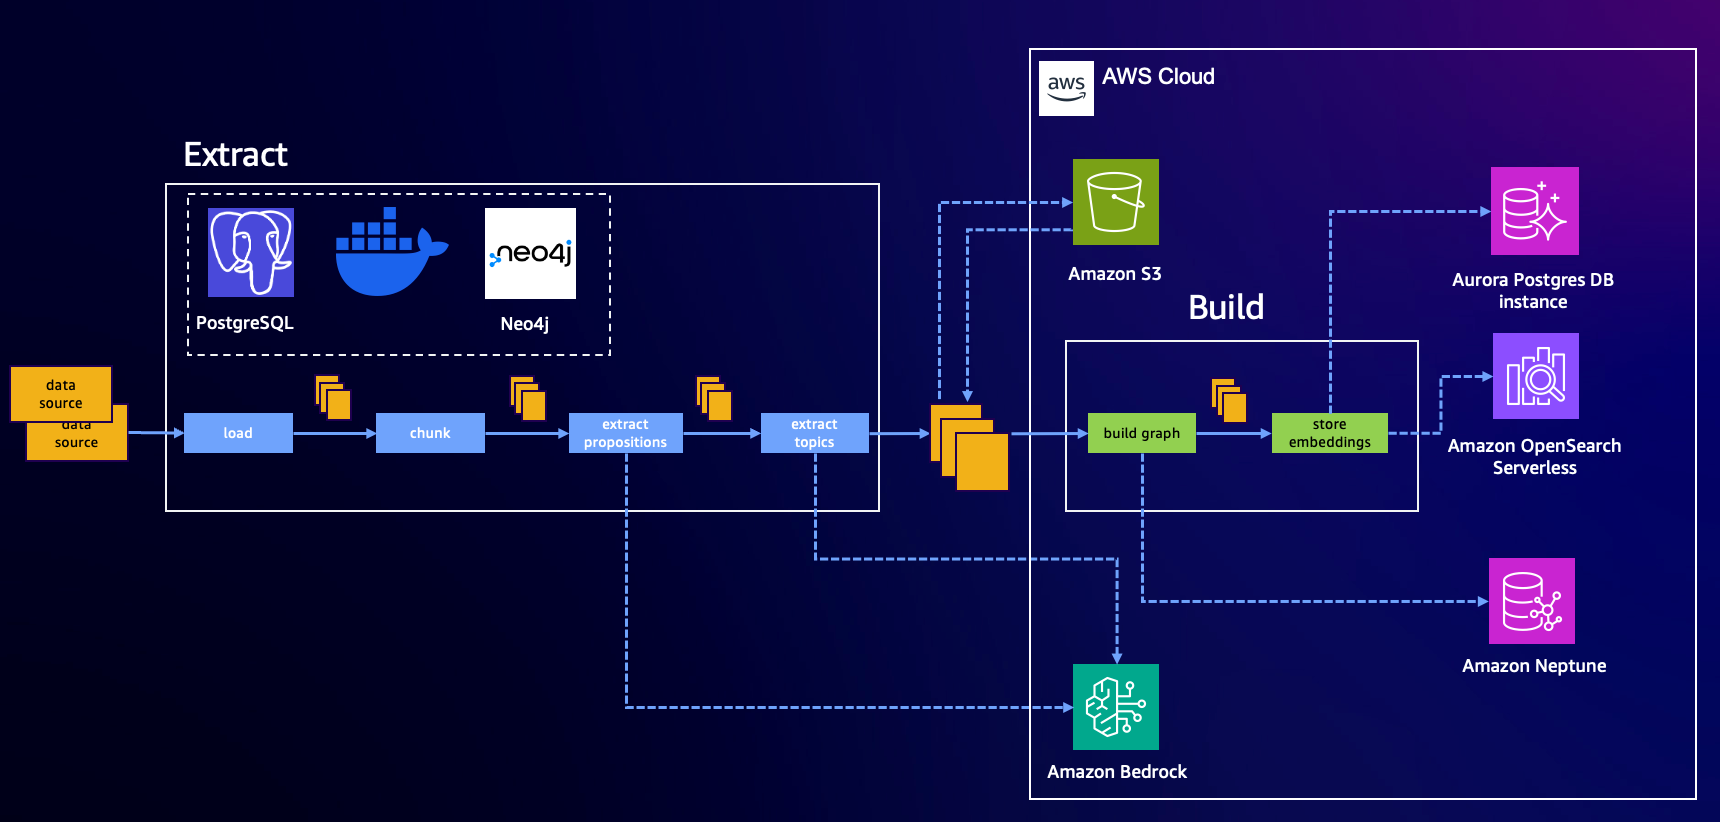 aws
AWS Cloud
Extract
PostgreSQL
neo4j
Neo4j
Amazon S3
Aurora Postgres DB
instance
Build
data
source
data
source
load
chunk
extract
propositions
extract
topics
build graph
store
embeddings
Amazon OpenSearch
Serverless
Amazon Neptune
Amazon Bedrock